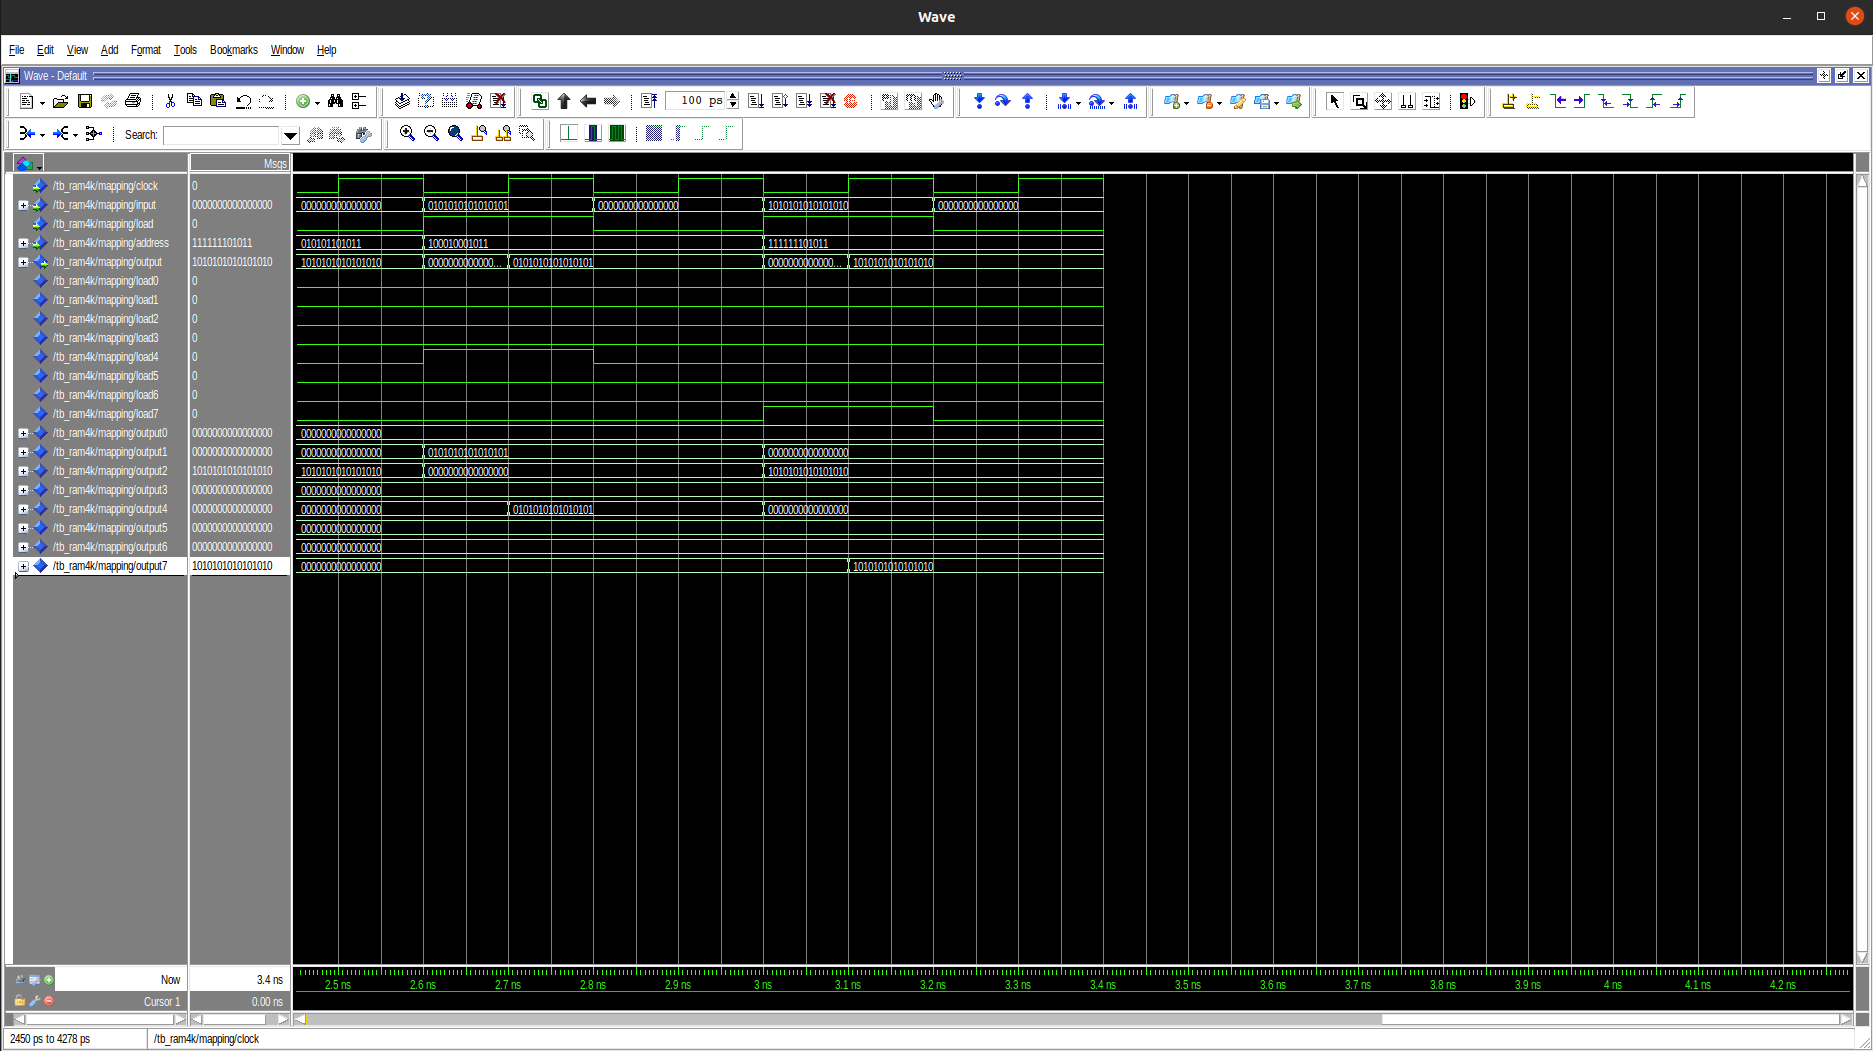 Wave
File Edit View Add Format Tools Bookmarks Window Help
Wave - Default
100 ps
Search:
Msgs
/tb_ram4k/mapping/clock 0
/tb_ram4k/mapping/input 0000000000000000 0000000000000000 0101010101010101 0000000000000000 1010101010101010 0000000000000000
/tb_ram4k/mapping/load 0
/tb_ram4k/mapping/address 111111101011 010101101011 100010001011 111111101011
/tb_ram4k/mapping/output 1010101010101010 1010101010101010 0000000000000... 0101010101010101 0000000000000... 1010101010101010
/tb_ram4k/mapping/load0 0
/tb_ram4k/mapping/load1 0
/tb_ram4k/mapping/load2 0
/tb_ram4k/mapping/load3 0
/tb_ram4k/mapping/load4 0
/tb_ram4k/mapping/load5 0
/tb_ram4k/mapping/load6 0
/tb_ram4k/mapping/load7 0
/tb_ram4k/mapping/output0 0000000000000000 0000000000000000
/tb_ram4k/mapping/output1 0000000000000000 0000000000000000 0101010101010101 0000000000000000
/tb_ram4k/mapping/output2 1010101010101010 1010101010101010 0000000000000000 1010101010101010
/tb_ram4k/mapping/output3 0000000000000000 0000000000000000
/tb_ram4k/mapping/output4 0000000000000000 0000000000000000 0101010101010101 0000000000000000
/tb_ram4k/mapping/output5 0000000000000000 0000000000000000
/tb_ram4k/mapping/output6 0000000000000000 0000000000000000
/tb_ram4k/mapping/output7 1010101010101010 0000000000000000 1010101010101010
Now 3.4 ns
2.5 ns 2.6 ns 2.7 ns 2.8 ns 2.9 ns 3 ns 3.1 ns 3.2 ns 3.3 ns 3.4 ns 3.5 ns 3.6 ns 3.7 ns 3.8 ns 3.9 ns 4 ns 4.1 ns 4.2 ns
Cursor 1 0.00 ns
2450 ps to 4278 ps /tb_ram4k/mapping/clock